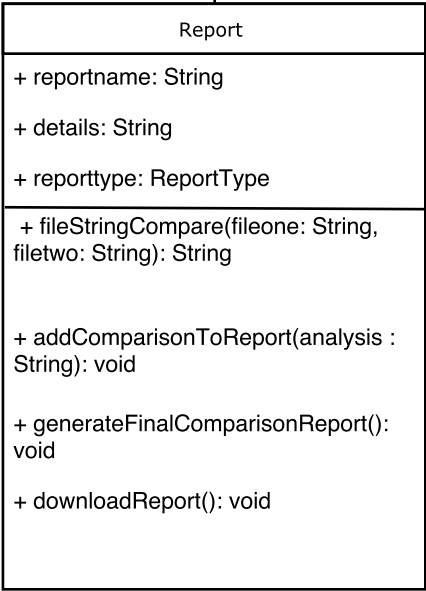 Report
+ reportname: String
+ details: String
+ reporttype: ReportType
+ fileStringCompare(fileone: String,
filetwo: String): String
+ addComparisonToReport(analysis :
String): void
+ generateFinalComparisonReport():
void
+ downloadReport(): void